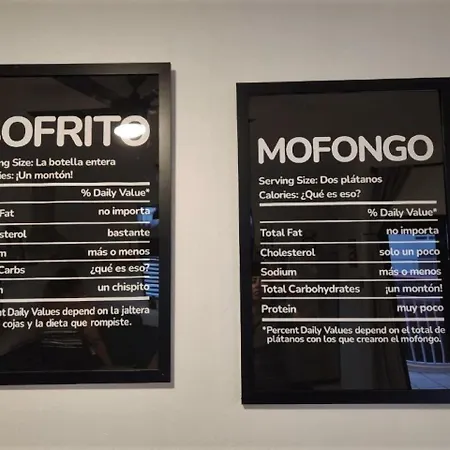 SOFRITO
ng Size: La botella entera
ies: ¡Un montón!
% Daily Value*
Fat no importa
sterol bastante
m más o menos
Carbs ¿qué es eso?
n un chispito
nt Daily Values depend on la jaltera
cojas y la dieta que rompiste.
MOFONGO
Serving Size: Dos plátanos
Calories: ¿Qué es eso?
% Daily Value*
Total Fat no importa
Cholesterol solo un poco
Sodium más o menos
Total Carbohydrates ¡un montón!
Protein muy poco
*Percent Daily Values depend on el total de
plátanos con los que crearon el mofongo.